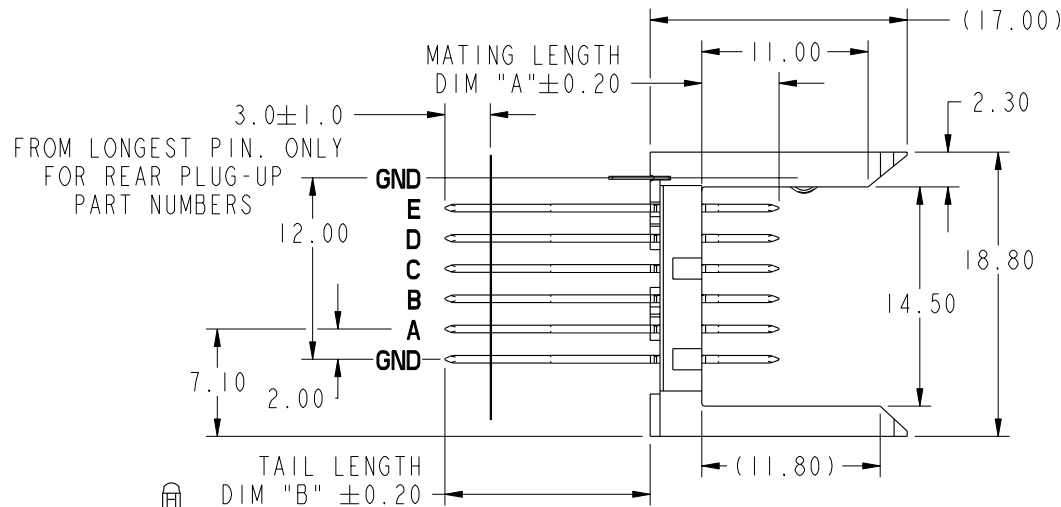 (17.00)
MATING LENGTH
DIM "A"±0.20
11.00
2.30
3.0±1.0
FROM LONGEST PIN. ONLY
FOR REAR PLUG-UP
PART NUMBERS
GND
E
D
C
B
A
GND
12.00
18.80
14.50
7.10
2.00
(11.80)
TAIL LENGTH
DIM "B" ±0.20
H